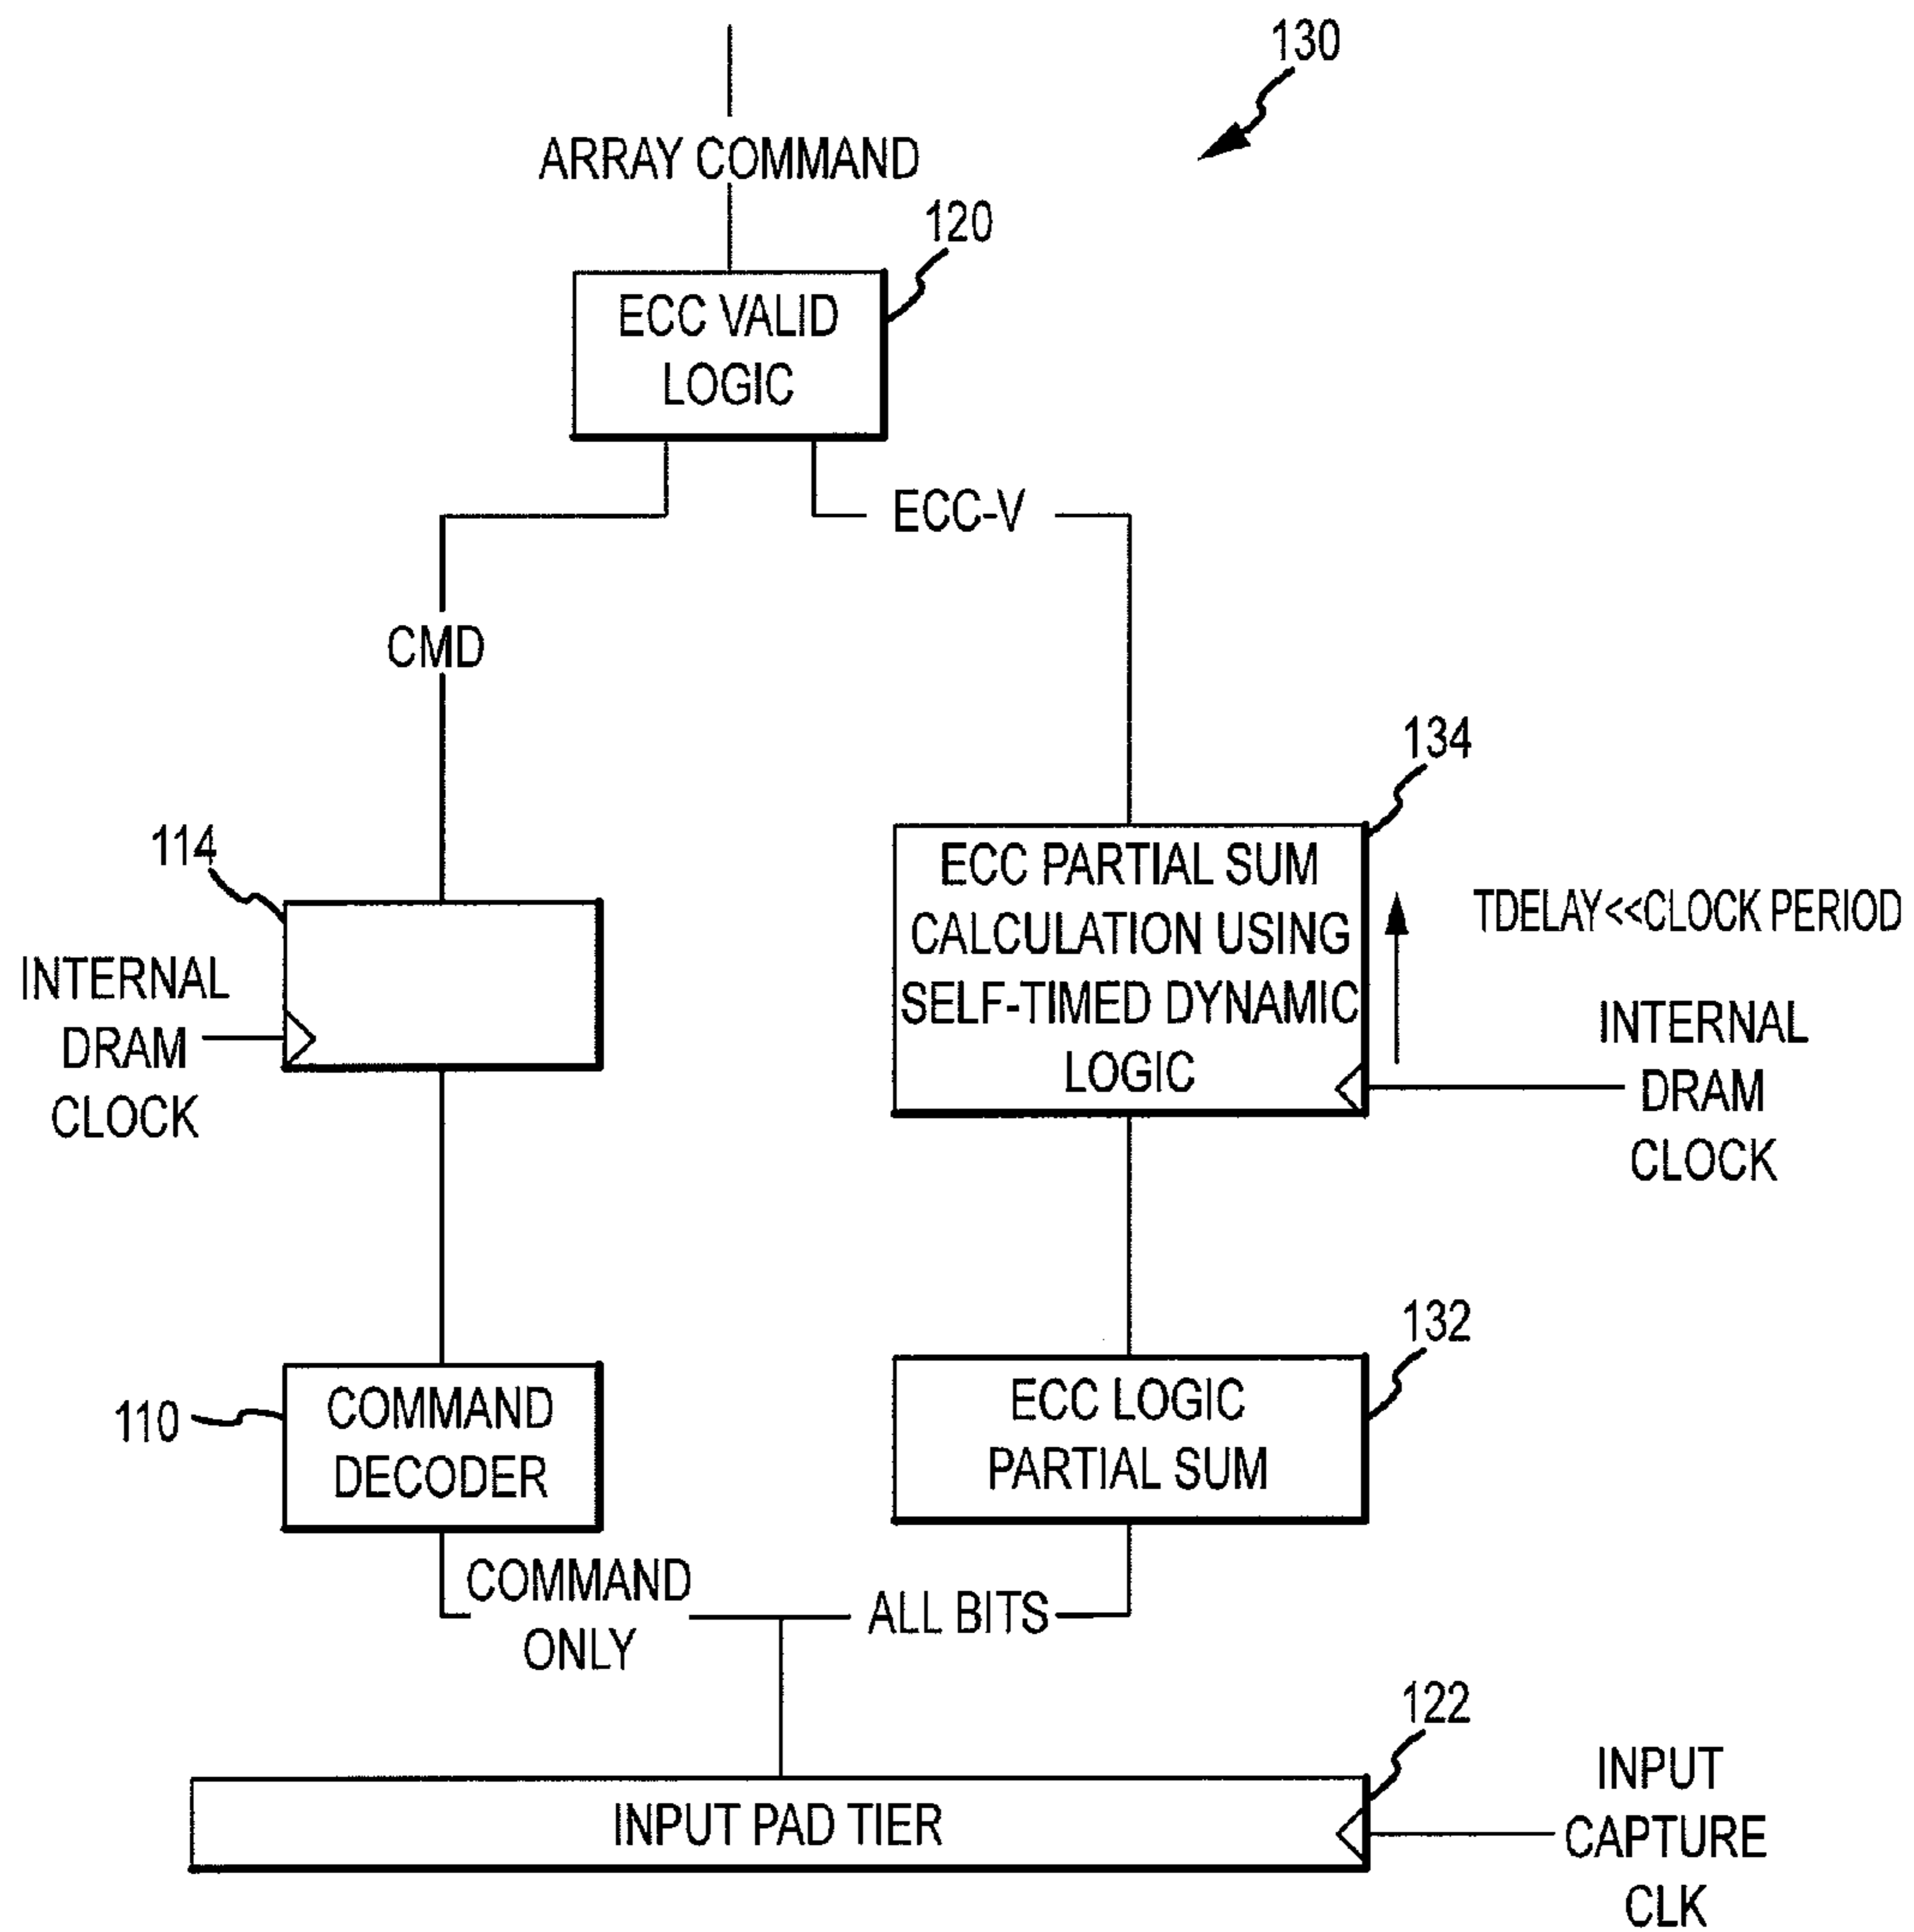 130
ARRAY COMMAND
120
ECC VALID
LOGIC
ECC-V
CMD
134
114
ECC PARTIAL SUM
CALCULATION USING
SELF-TIMED DYNAMIC
LOGIC
TDELAY<<CLOCK PERIOD
INTERNAL
DRAM
CLOCK
INTERNAL
DRAM
CLOCK
132
110
COMMAND
DECODER
ECC LOGIC
PARTIAL SUM
COMMAND
ONLY
ALL BITS
122
INPUT PAD TIER
INPUT
CAPTURE
CLK